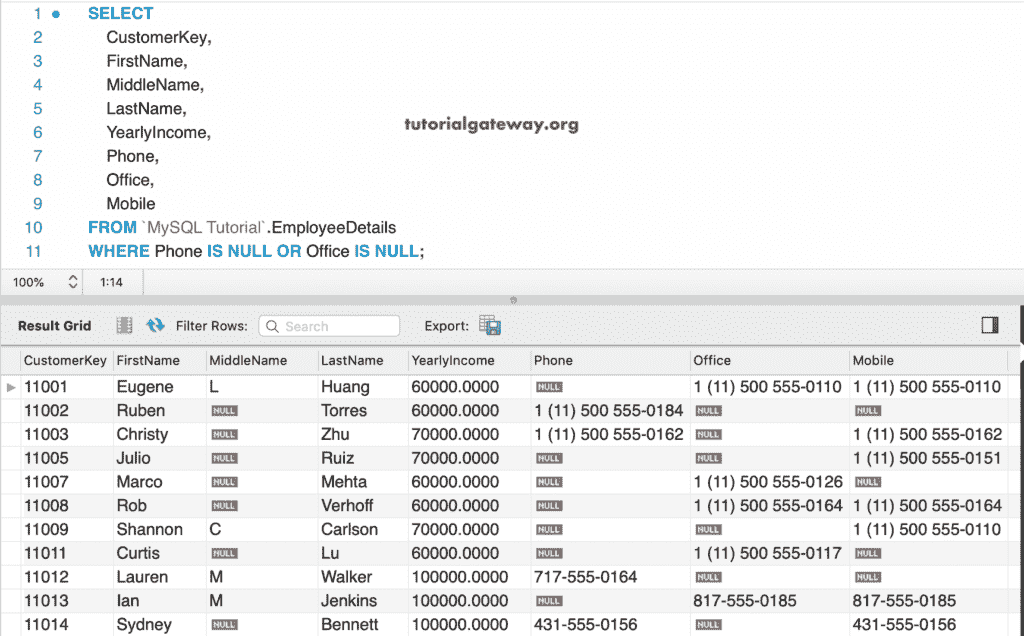 1 SELECT
2 CustomerKey,
3 FirstName,
4 MiddleName,
5 LastName,
tutorialgateway.org
6 YearlyIncome,
7 Phone,
8 Office,
9 Mobile
10 FROM `MySQL Tutorial`.EmployeeDetails
11 WHERE Phone IS NULL OR Office IS NULL;
100% 1:14
Result Grid Filter Rows: Search Export:
CustomerKey FirstName MiddleName LastName YearlyIncome Phone Office Mobile
11001 Eugene L Huang 60000.0000 NULL 1 (11) 500 555-0110 1 (11) 500 555-0110
11002 Ruben NULL Torres 60000.0000 1 (11) 500 555-0184 NULL NULL
11003 Christy NULL Zhu 70000.0000 1 (11) 500 555-0162 NULL 1 (11) 500 555-0162
11005 Julio NULL Ruiz 70000.0000 NULL NULL 1 (11) 500 555-0151
11007 Marco NULL Mehta 60000.0000 NULL 1 (11) 500 555-0126 NULL
11008 Rob NULL Verhoff 60000.0000 NULL 1 (11) 500 555-0164 1 (11) 500 555-0164
11009 Shannon C Carlson 70000.0000 NULL NULL 1 (11) 500 555-0110
11011 Curtis NULL Lu 60000.0000 NULL 1 (11) 500 555-0117 NULL
11012 Lauren M Walker 100000.0000 717-555-0164 NULL NULL
11013 Ian M Jenkins 100000.0000 NULL 817-555-0185 817-555-0185
11014 Sydney NULL Bennett 100000.0000 431-555-0156 NULL 431-555-0156